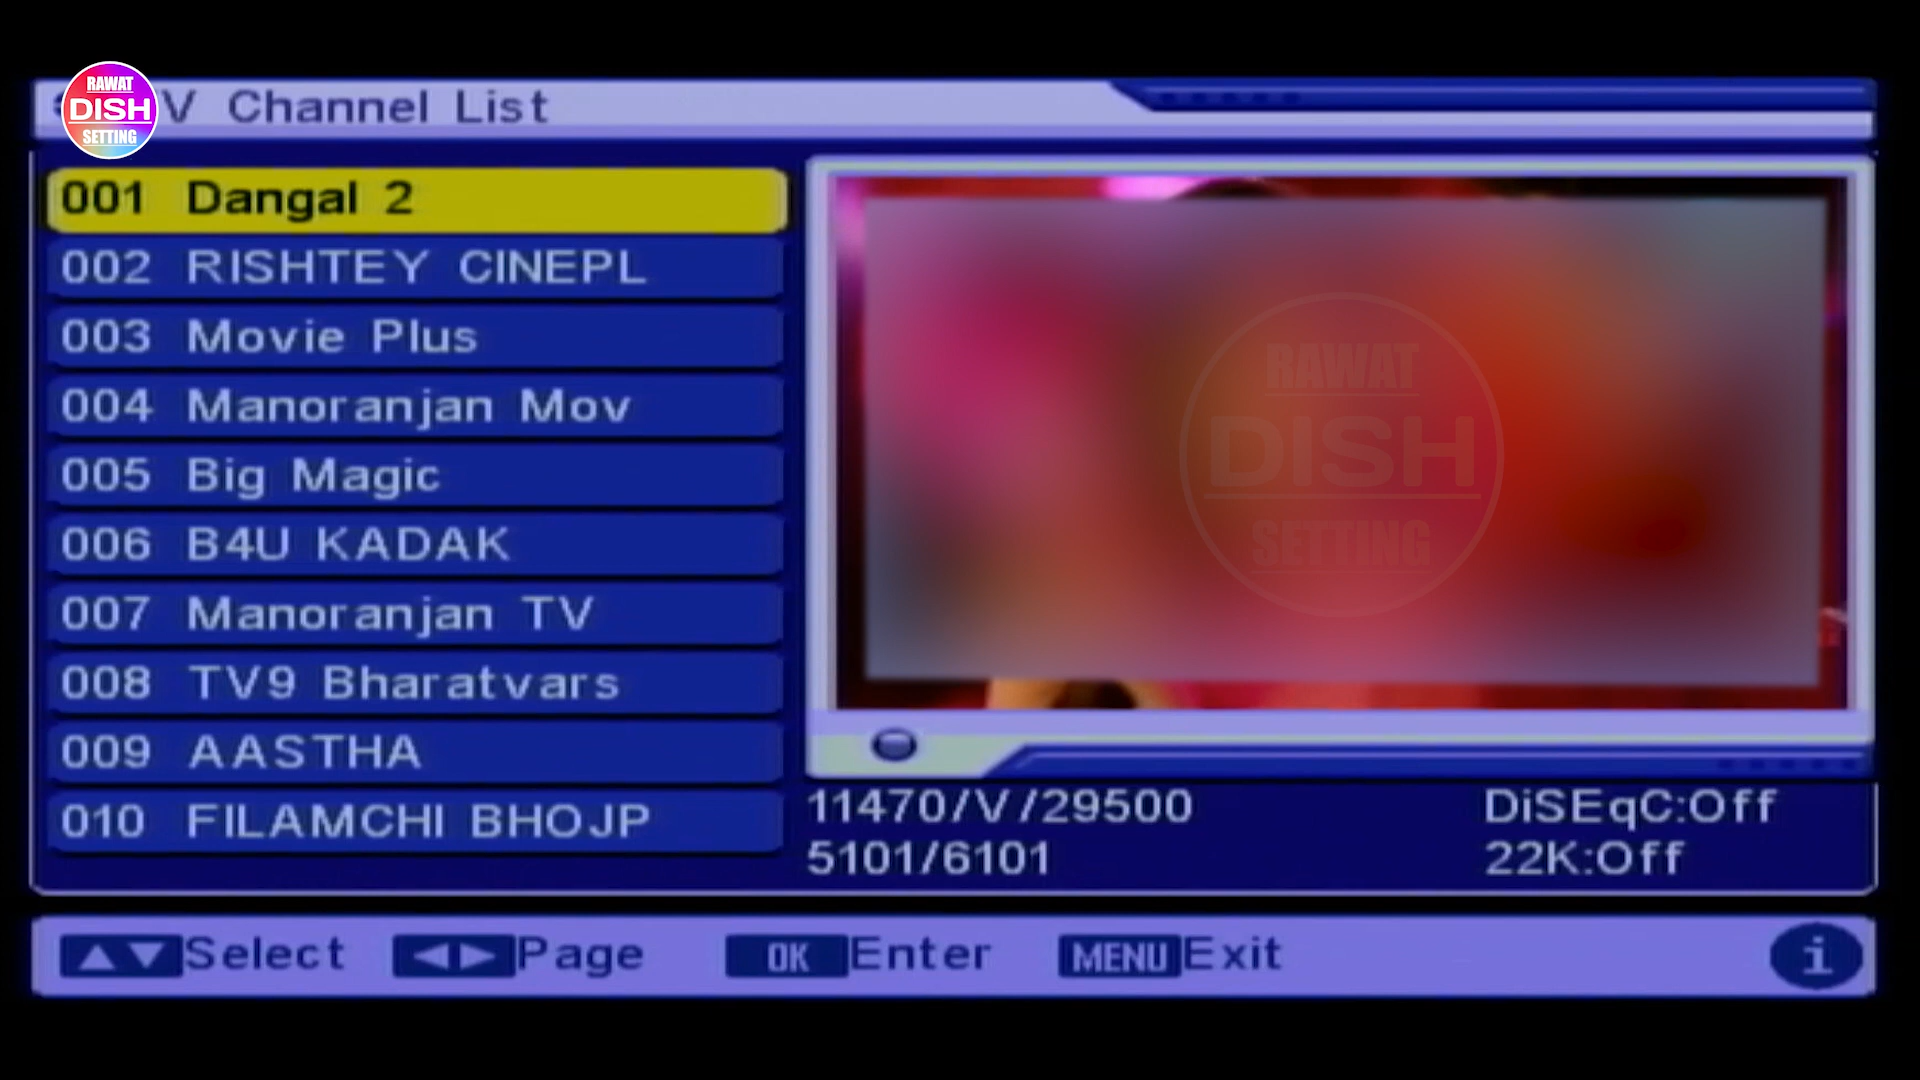 RAWAT
DISH
SETTING
V Channel List
001 Dangal 2
002 RISHTEY CINEPL
003 Movie Plus
004 Manoranjan Mov
005 Big Magic
006 B4U KADAK
007 Manoranjan TV
008 TV9 Bharatvars
009 AASTHA
010 FILAMCHI BHOJP
RAWAT
DISH
SETTING
11470/V/29500 DiSEqC:Off
5101/6101 22K:Off
Select Page OK Enter MENU Exit i